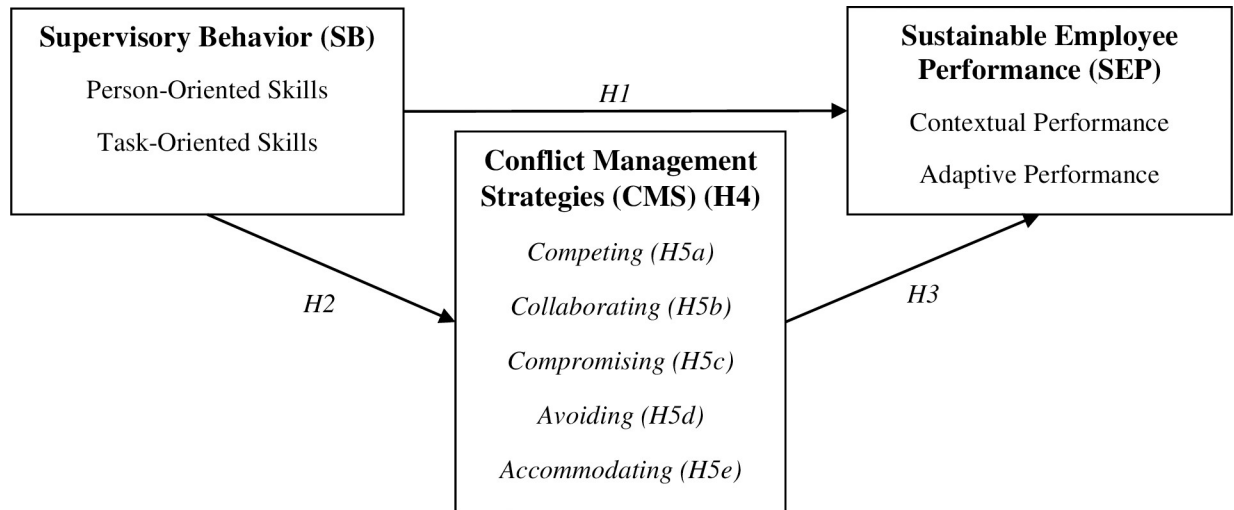 Supervisory Behavior (SB)
Person-Oriented Skills
Task-Oriented Skills
H1
Sustainable Employee
Performance (SEP)
Contextual Performance
Adaptive Performance
Conflict Management
Strategies (CMS) (H4)
Competing (H5a)
Collaborating (H5b)
Compromising (H5c)
Avoiding (H5d)
Accommodating (H5e)
H2
H3